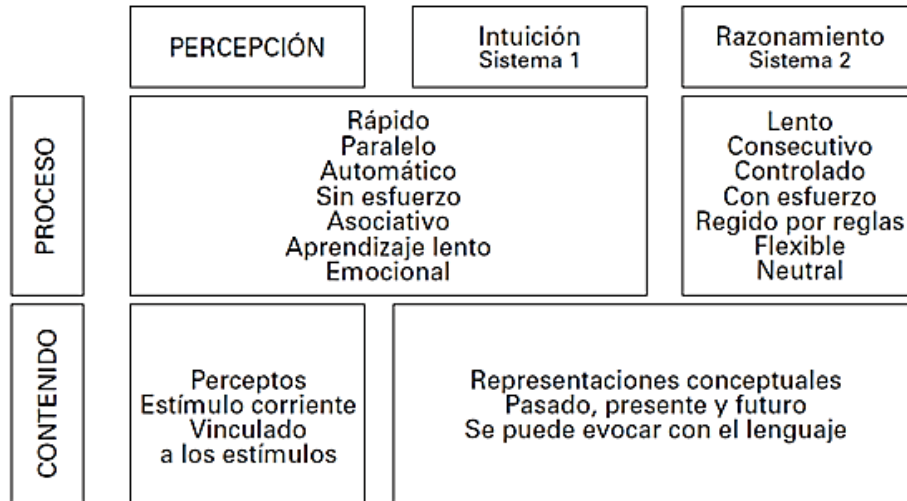 PERCEPCIÓN
Intuición
Sistema 1
Razonamiento
Sistema 2
PROCESO
Rápido
Paralelo
Automático
Sin esfuerzo
Asociativo
Aprendizaje lento
Emocional
Lento
Consecutivo
Controlado
Con esfuerzo
Regido por reglas
Flexible
Neutral
CONTENIDO
Perceptos
Estímulo corriente
Vinculado
a los estímulos
Representaciones conceptuales
Pasado, presente y futuro
Se puede evocar con el lenguaje